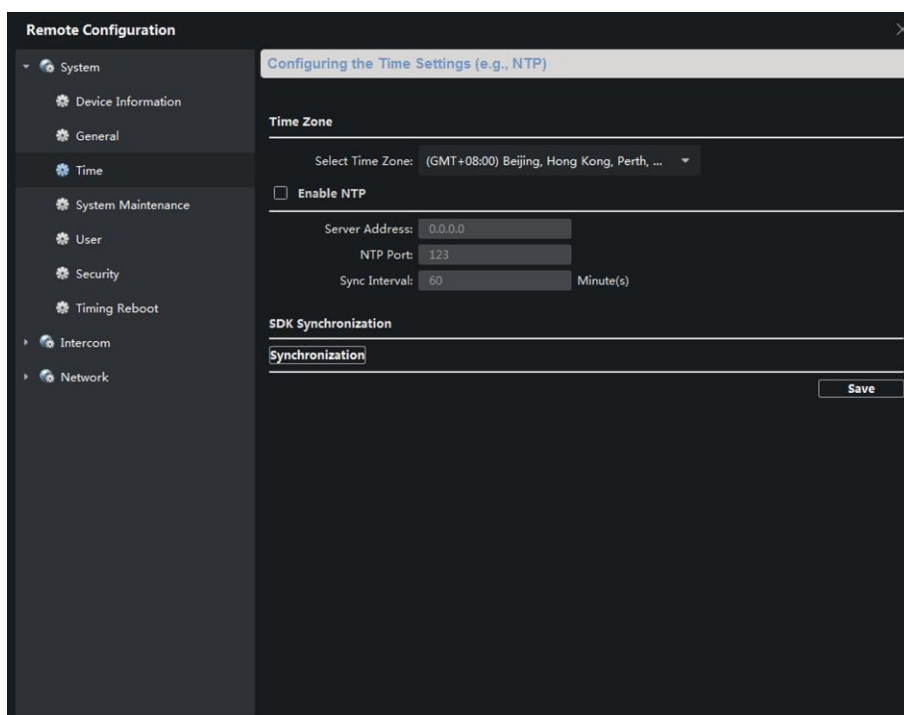 Remote Configuration
System
Device Information
General
Time
System Maintenance
User
Security
Timing Reboot
Intercom
Network
Configuring the Time Settings (e.g., NTP)
Time Zone
Select Time Zone: (GMT+08:00) Beijing, Hong Kong, Perth, ...
Enable NTP
Server Address: 0.0.0.0
NTP Port: 123
Sync Interval: 60 Minute(s)
SDK Synchronization
Synchronization
Save